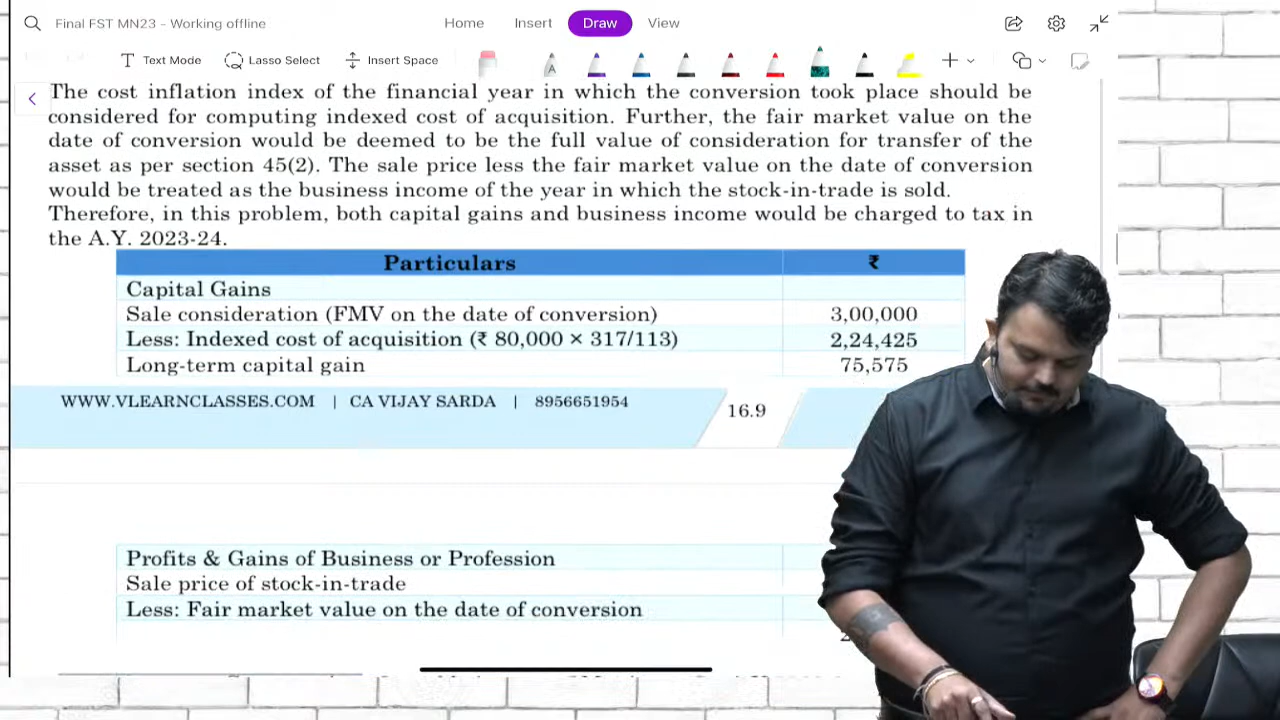 Final FST MN23 - Working offline
Home Insert Draw View
Text Mode Lasso Select Insert Space
A
The cost inflation index of the financial year in which the conversion took place should be
considered for computing indexed cost of acquisition. Further, the fair market value on the
date of conversion would be deemed to be the full value of consideration for transfer of the
asset as per section 45(2). The sale price less the fair market value on the date of conversion
would be treated as the business income of the year in which the stock-in-trade is sold.
Therefore, in this problem, both capital gains and business income would be charged to tax in
the A.Y. 2023-24.
Particulars ₹
Capital Gains
Sale consideration (FMV on the date of conversion) 3,00,000
Less: Indexed cost of acquisition (₹ 80,000 × 317/113) 2,24,425
Long-term capital gain 75,575
WWW.VLEARNCLASSES.COM | CA VIJAY SARDA | 8956651954
16.9
Profits & Gains of Business or Profession
Sale price of stock-in-trade
Less: Fair market value on the date of conversion